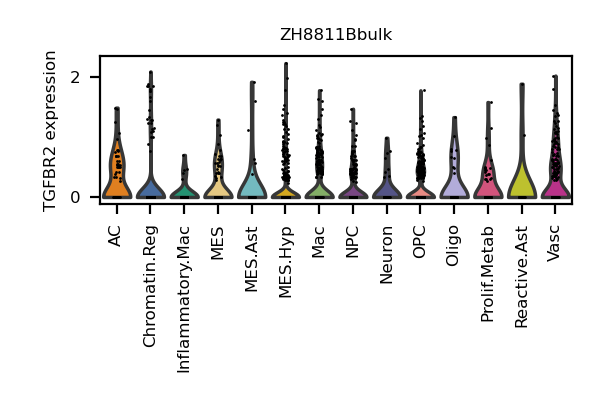 ZH8811Bbulk
TGFBR2 expression
2
0
AC
Chromatin.Reg
Inflammatory.Mac
MES
MES.Ast
MES.Hyp
Mac
NPC
Neuron
OPC
Oligo
Prolif.Metab
Reactive.Ast
Vasc